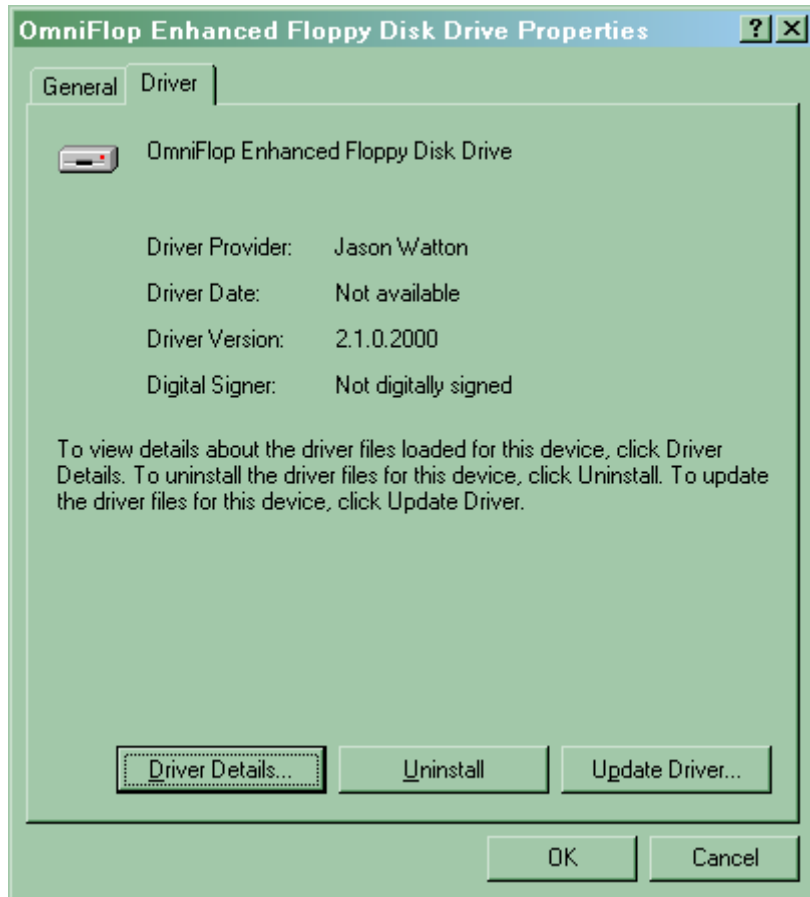 OmniFlop Enhanced Floppy Disk Drive Properties
General Driver
OmniFlop Enhanced Floppy Disk Drive
Driver Provider: Jason Watton
Driver Date: Not available
Driver Version: 2.1.0.2000
Digital Signer: Not digitally signed
To view details about the driver files loaded for this device, click Driver
Details. To uninstall the driver files for this device, click Uninstall. To update
the driver files for this device, click Update Driver.
Driver Details... Uninstall Update Driver...
OK Cancel